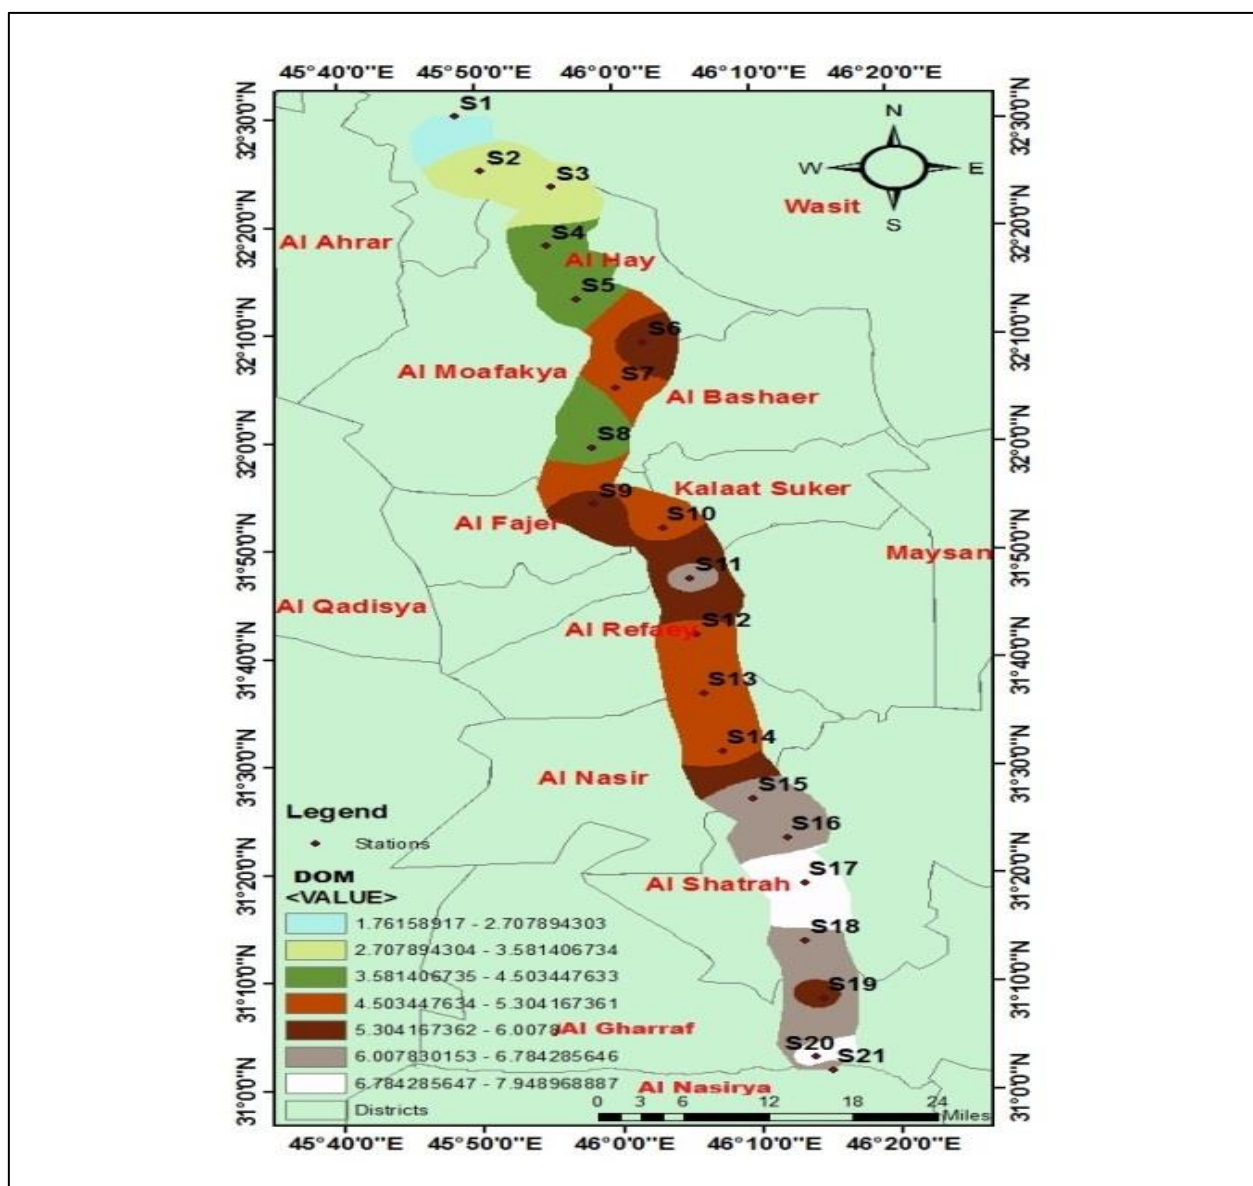 45°40'0"E 45°50'0"E 46°0'0"E 46°10'0"E 46°20'0"E
32°30'0"N
32°20'0"N
32°10'0"N
32°0'0"N
31°50'0"N
31°40'0"N
31°30'0"N
31°20'0"N
31°10'0"N
31°0'0"N
N
W E
S
S1
S2
S3
Wasit
Al Ahrar
S4
Al Hay
S5
S6
Al Moafakya
S7
Al Bashaer
S8
Kalaat Suker
S9
S10
Al Fajer
Maysan
S11
Al Qadisya
S12
Al Refaey
S13
S14
Al Nasir
S15
S16
S17
Al Shatrah
S18
S19
Al Gharraf
S20
S21
Al Nasirya
Legend
Stations
DOM
<VALUE>
1.76158917 - 2.707894303
2.707894304 - 3.581406734
3.581406735 - 4.503447633
4.503447634 - 5.304167361
5.304167362 - 6.0078
6.007830153 - 6.784285646
6.784285647 - 7.948968887
Districts
0 3 6 12 18 24
Miles
32°30'0"N
32°20'0"N
32°10'0"N
32°0'0"N
31°50'0"N
31°40'0"N
31°30'0"N
31°20'0"N
31°10'0"N
31°0'0"N
45°40'0"E 45°50'0"E 46°0'0"E 46°10'0"E 46°20'0"E